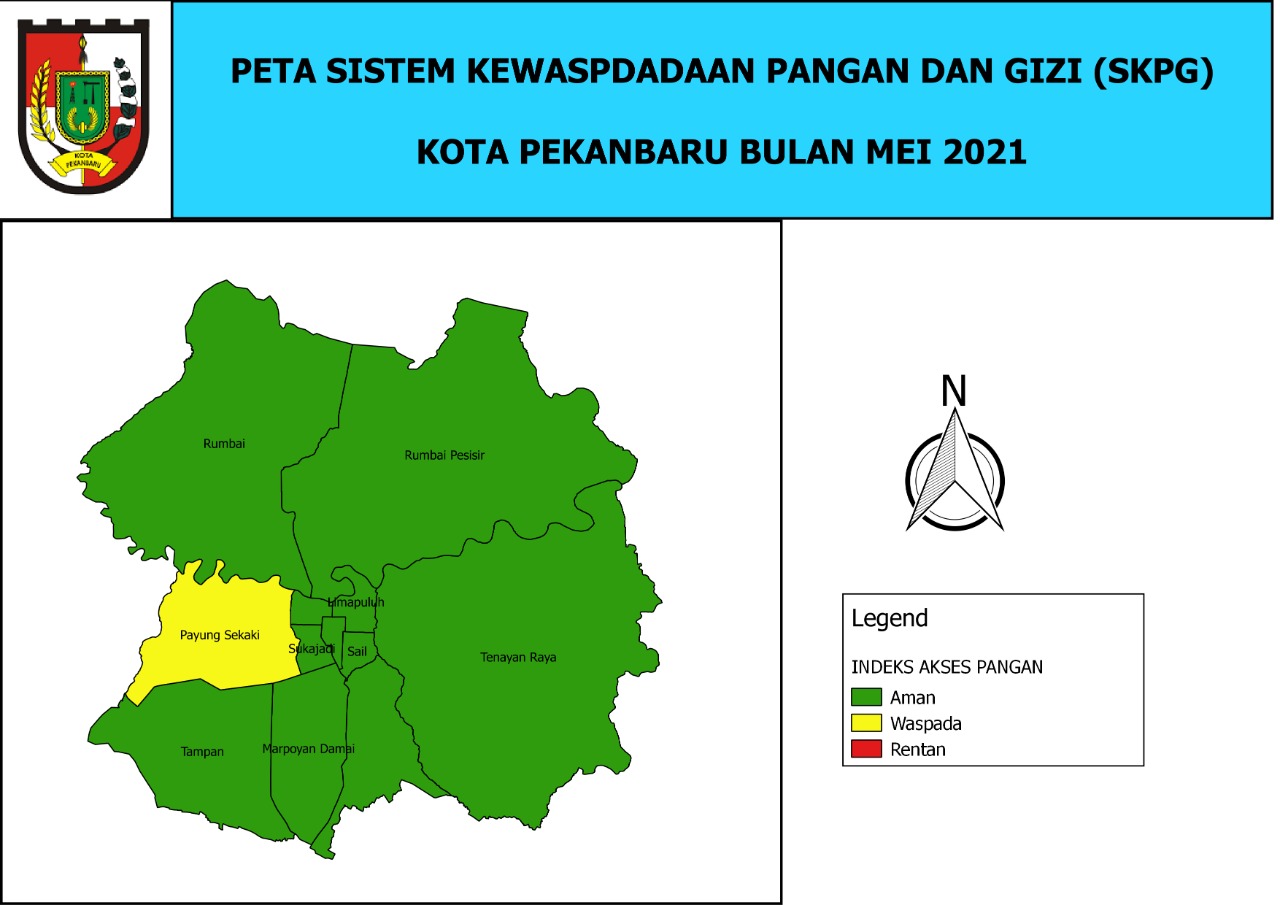 PETA SISTEM KEWASPDADAAN PANGAN DAN GIZI (SKPG)
KOTA PEKANBARU BULAN MEI 2021
KOTA
PEKANBARU
N
Rumbai
Rumbai Pesisir
Limapuluh
Payung Sekaki
Sukajadi
Sail
Tenayan Raya
Tampan
Marpoyan Damai
Legend
INDEKS AKSES PANGAN
Aman
Waspada
Rentan